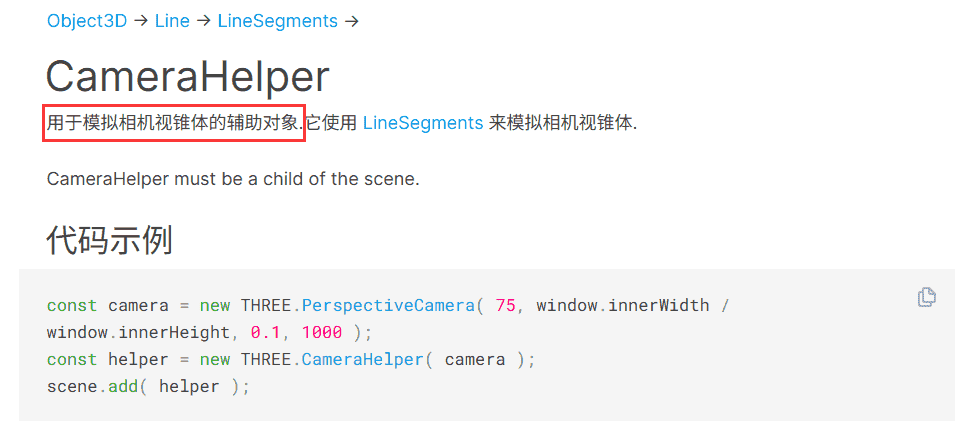 Object3D → Line → LineSegments →
CameraHelper
用于模拟相机视锥体的辅助对象.它使用 LineSegments 来模拟相机视锥体.
CameraHelper must be a child of the scene.
代码示例
const camera = new THREE.PerspectiveCamera( 75, window.innerWidth /
window.innerHeight, 0.1, 1000 );
const helper = new THREE.CameraHelper( camera );
scene.add( helper );